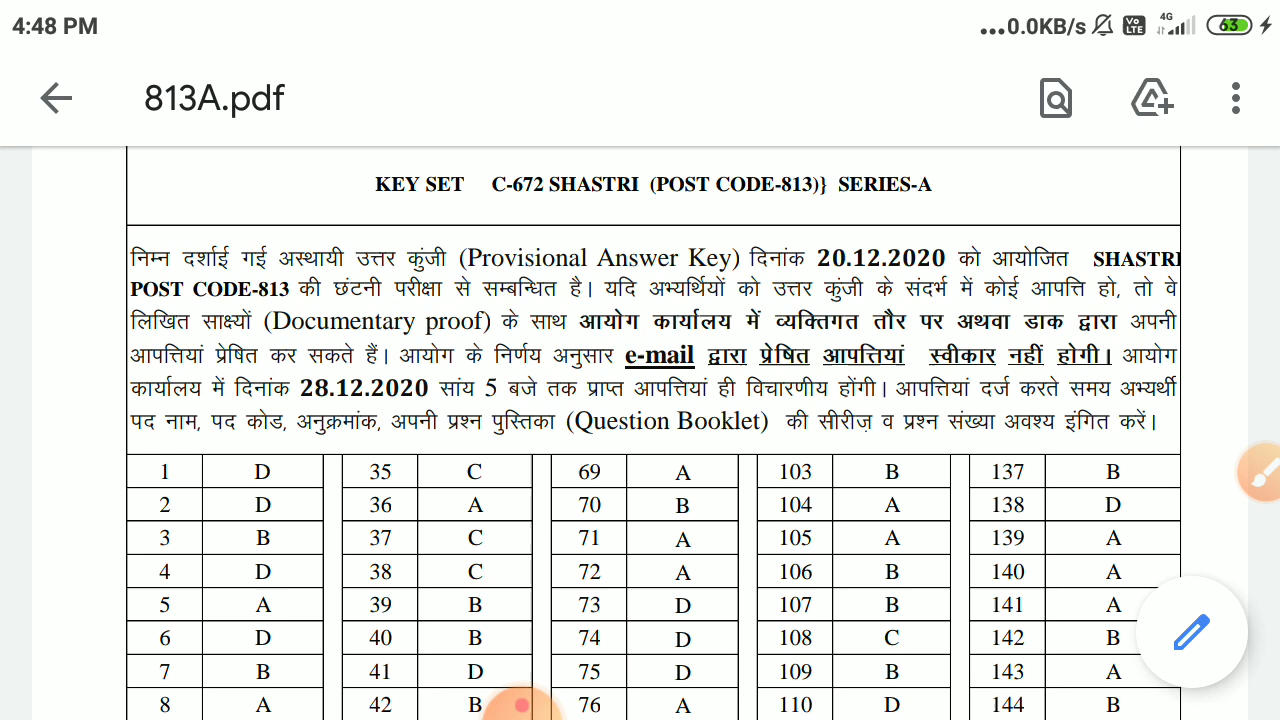 4:48 PM ...0.0KB/s Vo LTE 4G 63
813A.pdf
KEY SET C-672 SHASTRI (POST CODE-813)} SERIES-A
निम्न दर्शाई गई अस्थायी उत्तर कुंजी (Provisional Answer Key) दिनांक 20.12.2020 को आयोजित SHASTRI
POST CODE-813 की छंटनी परीक्षा से सम्बन्धित है। यदि अभ्यर्थियों को उत्तर कुंजी के संदर्भ में कोई आपत्ति हो, तो वे
लिखित साक्ष्यों (Documentary proof) के साथ आयोग कार्यालय में व्यक्तिगत तौर पर अथवा डाक द्वारा अपनी
आपत्तियां प्रेषित कर सकते हैं। आयोग के निर्णय अनुसार e-mail द्वारा प्रेषित आपत्तियां स्वीकार नहीं होगी। आयोग
कार्यालय में दिनांक 28.12.2020 सांय 5 बजे तक प्राप्त आपत्तियां ही विचारणीय होंगी। आपत्तियां दर्ज करते समय अभ्यर्थी
पद नाम, पद कोड, अनुक्रमांक, अपनी प्रश्न पुस्तिका (Question Booklet) की सीरीज़ व प्रश्न संख्या अवश्य इंगित करें।
1 D 35 C 69 A 103 B 137 B
2 D 36 A 70 B 104 A 138 D
3 B 37 C 71 A 105 A 139 A
4 D 38 C 72 A 106 B 140 A
5 A 39 B 73 D 107 B 141 A
6 D 40 B 74 D 108 C 142 B
7 B 41 D 75 D 109 B 143 A
8 A 42 B 76 A 110 D 144 B